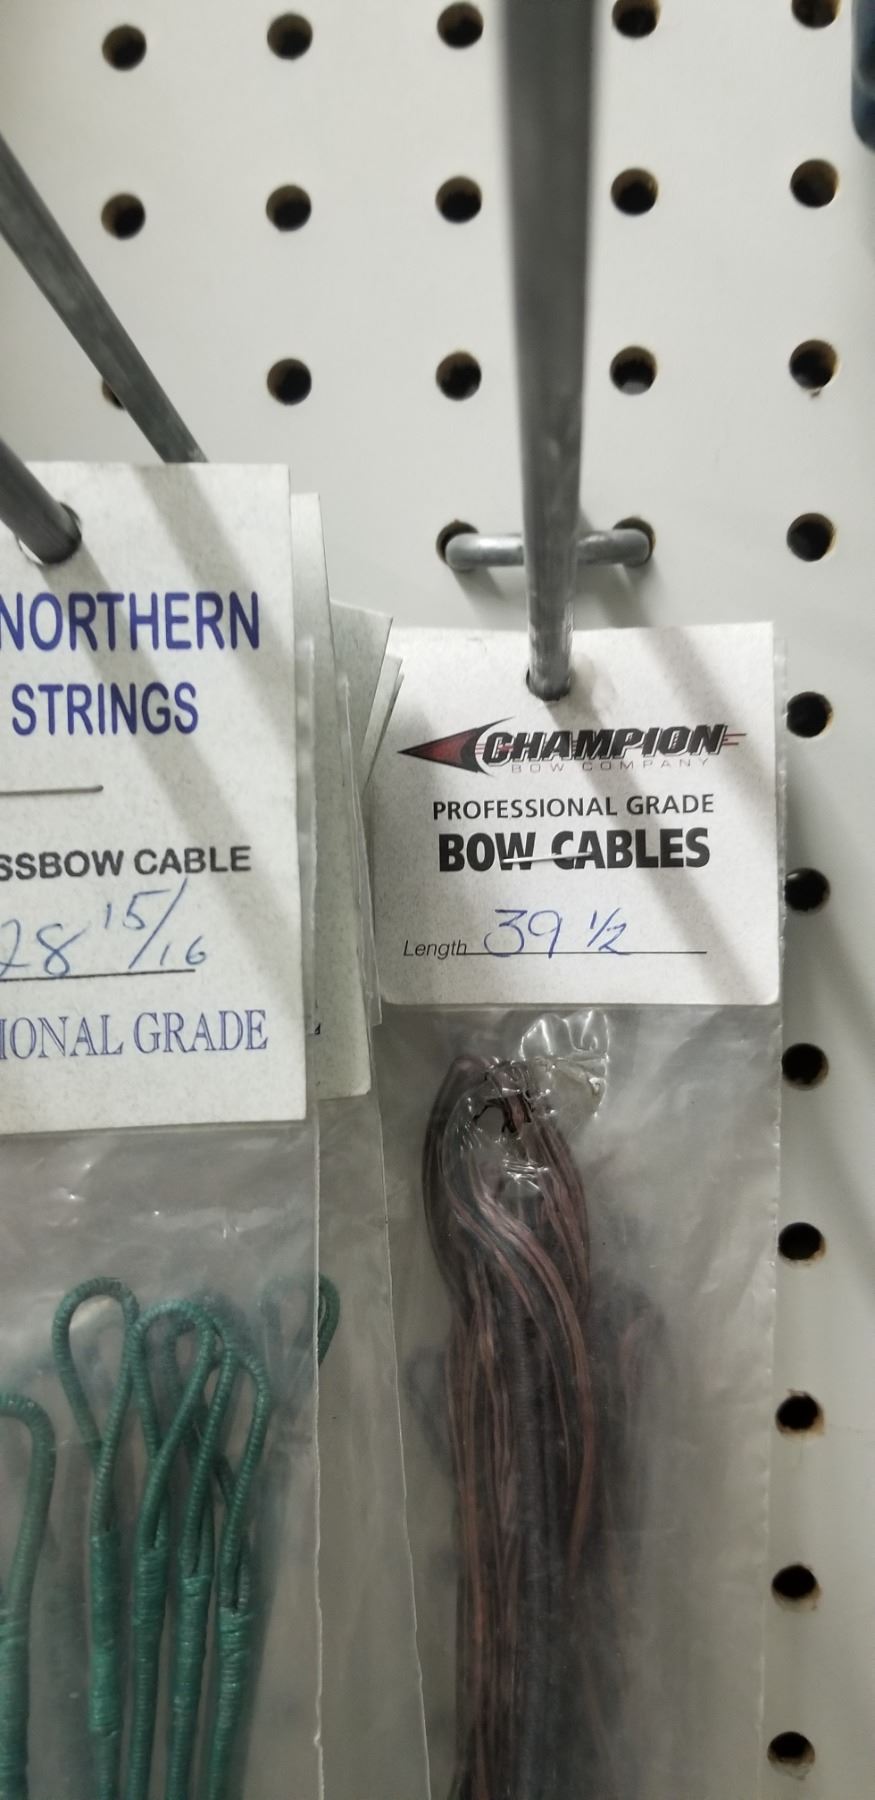 NORTHERN
STRINGS
SSBOW CABLE
28 15/16
IONAL GRADE
CHAMPION
BOW COMPANY
PROFESSIONAL GRADE
BOW CABLES
Length 39 1/2